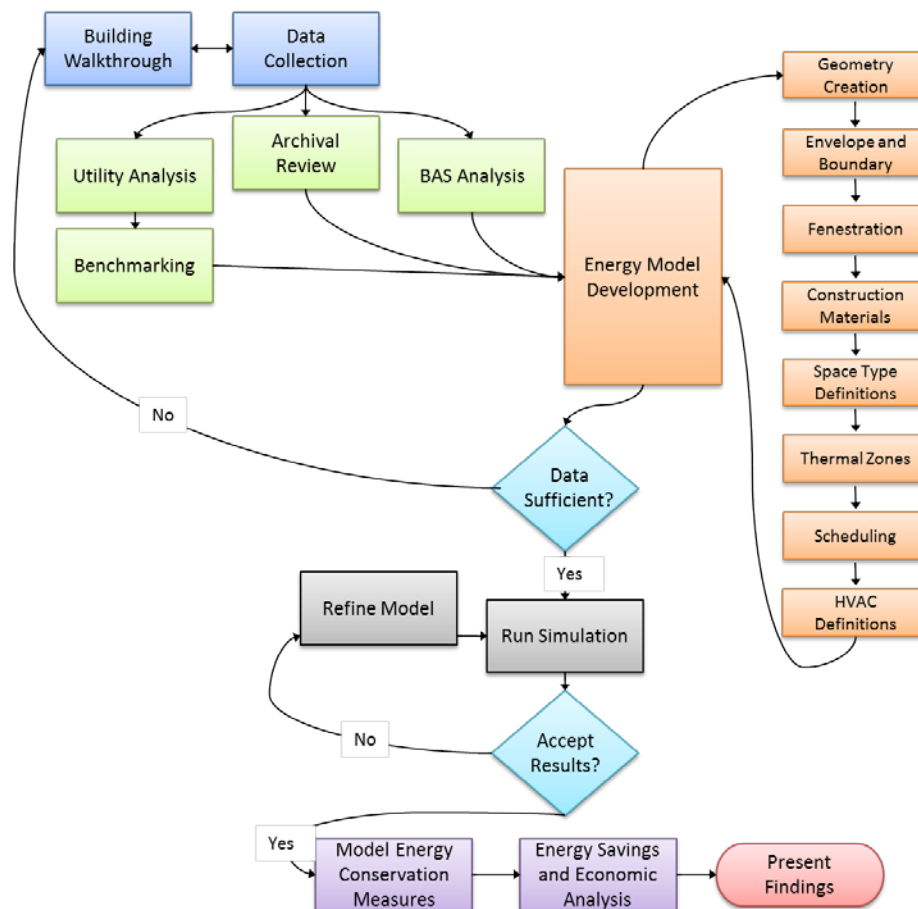 Building
Walkthrough
Data
Collection
Geometry
Creation
Utility Analysis
Archival
Review
BAS Analysis
Envelope and
Boundary
Benchmarking
Energy Model
Development
Fenestration
Construction
Materials
Space Type
Definitions
No
Thermal Zones
Data
Sufficient?
Scheduling
Yes
HVAC
Definitions
Refine Model
Run Simulation
No
Accept
Results?
Yes
Model Energy
Conservation
Measures
Energy Savings
and Economic
Analysis
Present
Findings